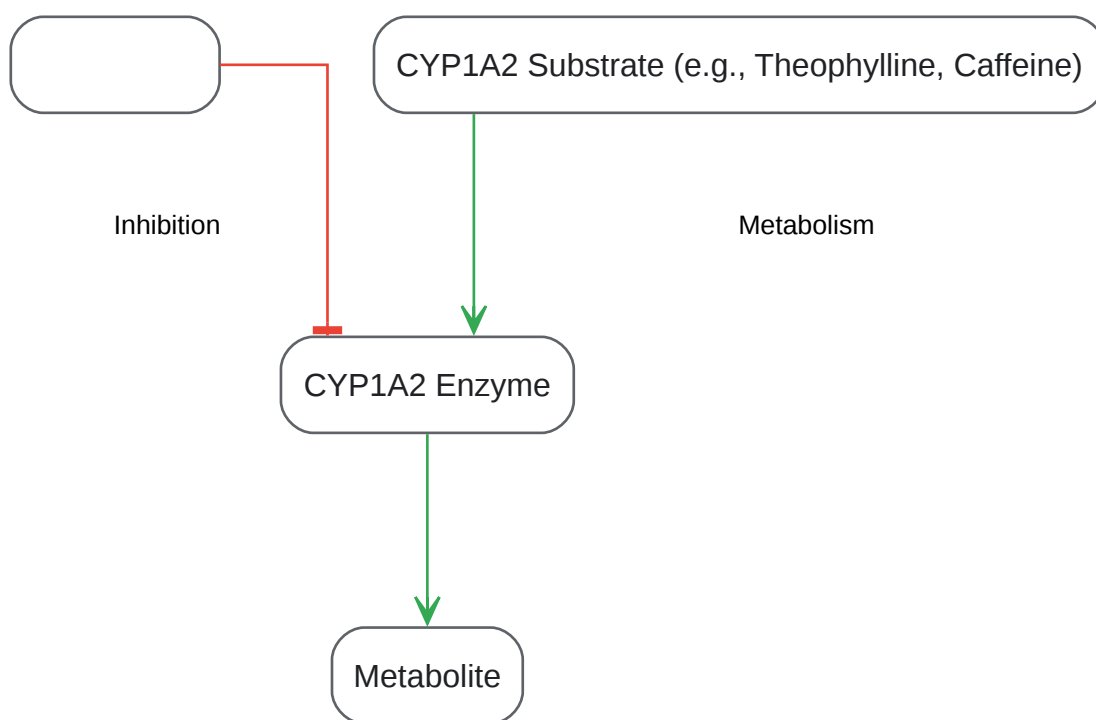 CYP1A2 Substrate (e.g., Theophylline, Caffeine)
Inhibition
Metabolism
CYP1A2 Enzyme
Metabolite